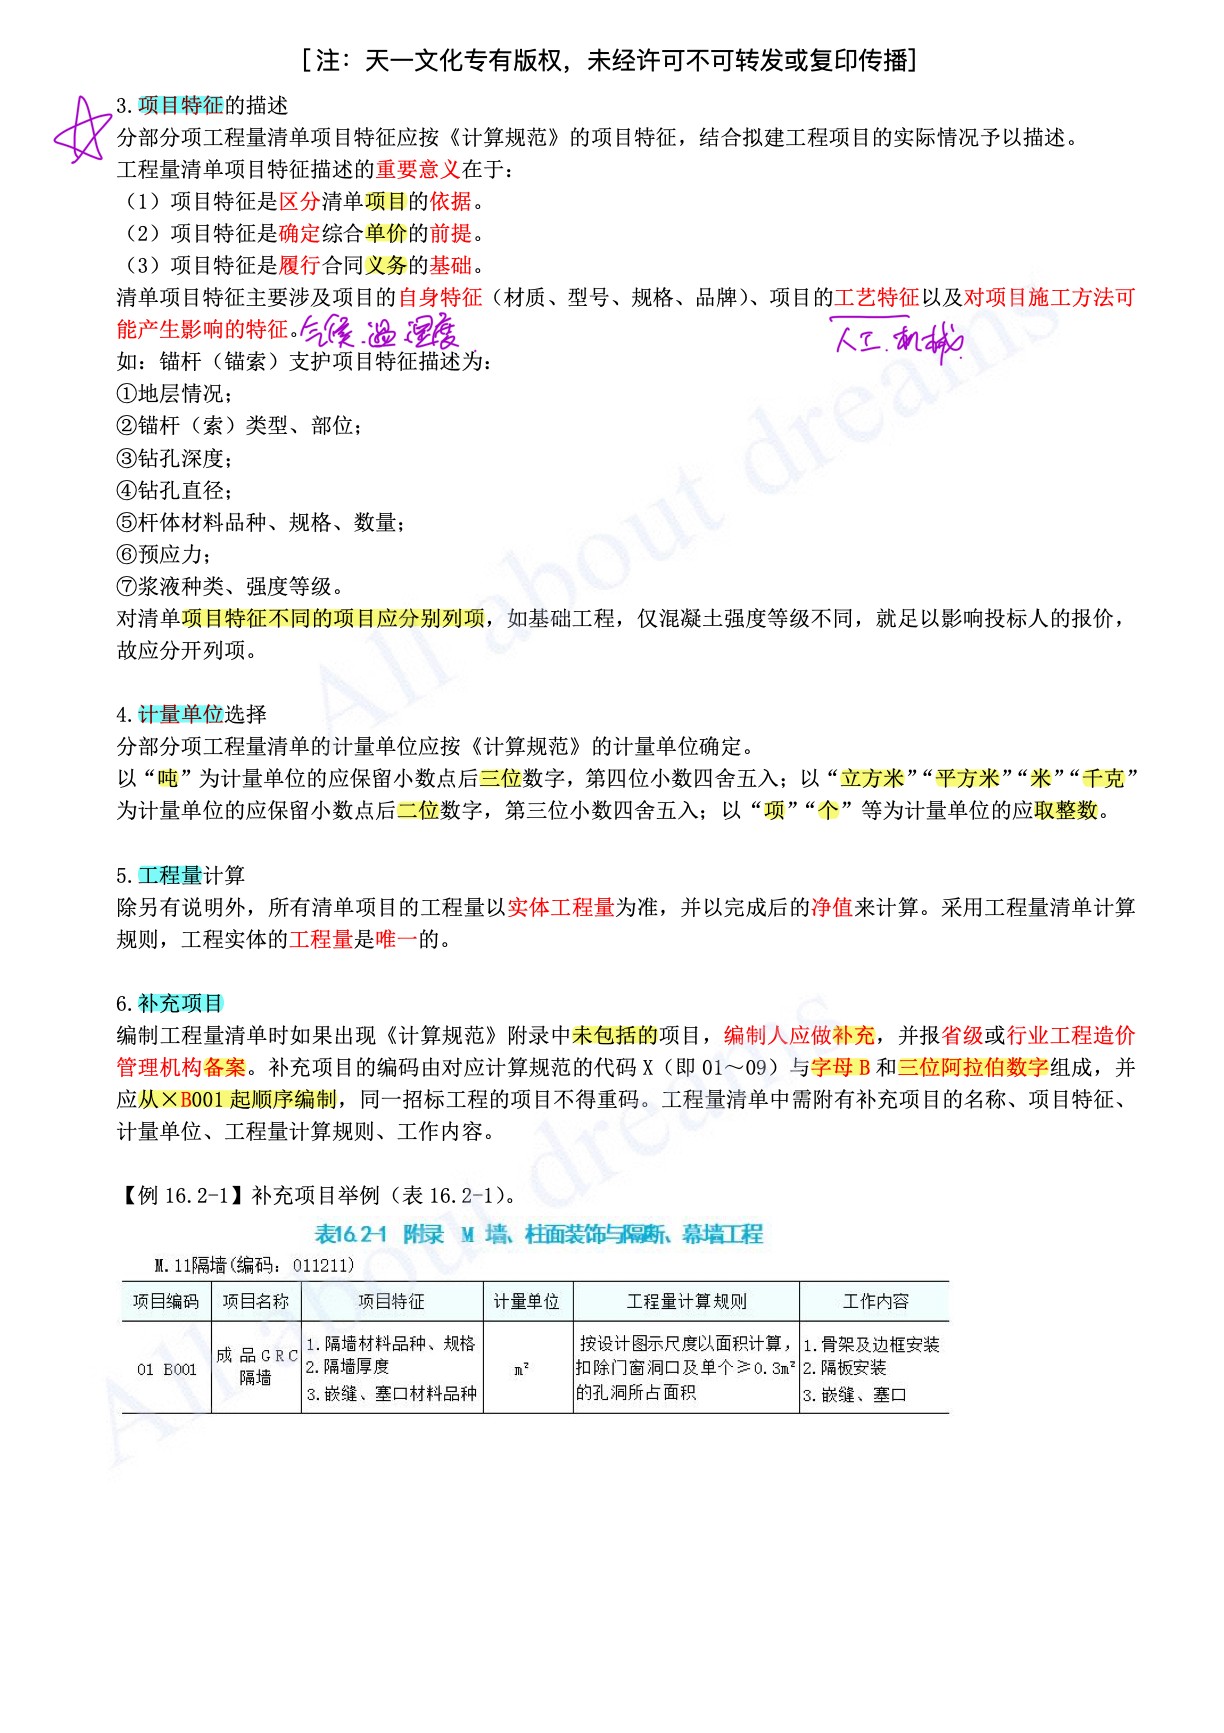 [注：天一文化专有版权，未经许可不可转发或复印传播]
3.项目特征的描述
分部分项工程量清单项目特征应按《计算规范》的项目特征，结合拟建工程项目的实际情况予以描述。
工程量清单项目特征描述的重要意义在于：
（1）项目特征是区分清单项目的依据。
（2）项目特征是确定综合单价的前提。
（3）项目特征是履行合同义务的基础。
清单项目特征主要涉及项目的自身特征（材质、型号、规格、品牌）、项目的工艺特征以及对项目施工方法可
能产生影响的特征。气候.温湿度
人工.机械.
如：锚杆（锚索）支护项目特征描述为：
①地层情况；
②锚杆（索）类型、部位；
③钻孔深度；
④钻孔直径；
⑤杆体材料品种、规格、数量；
⑥预应力；
⑦浆液种类、强度等级。
对清单项目特征不同的项目应分别列项，如基础工程，仅混凝土强度等级不同，就足以影响投标人的报价，
故应分开列项。
4.计量单位选择
分部分项工程量清单的计量单位应按《计算规范》的计量单位确定。
以“吨”为计量单位的应保留小数点后三位数字，第四位小数四舍五入；以“立方米”“平方米”“米”“千克”
为计量单位的应保留小数点后二位数字，第三位小数四舍五入；以“项”“个”等为计量单位的应取整数。
5.工程量计算
除另有说明外，所有清单项目的工程量以实体工程量为准，并以完成后的净值来计算。采用工程量清单计算
规则，工程实体的工程量是唯一的。
6.补充项目
编制工程量清单时如果出现《计算规范》附录中未包括的项目，编制人应做补充，并报省级或行业工程造价
管理机构备案。补充项目的编码由对应计算规范的代码 X（即 01～09）与字母 B 和三位阿拉伯数字组成，并
应从×B001 起顺序编制，同一招标工程的项目不得重码。工程量清单中需附有补充项目的名称、项目特征、
计量单位、工程量计算规则、工作内容。
【例 16.2-1】补充项目举例（表 16.2-1）。
表16.2-1 附录 M 墙、柱面装饰与隔断、幕墙工程
M.11隔墙(编码：011211)
项目编码 项目名称 项目特征 计量单位 工程量计算规则 工作内容
01 B001 成品GRC隔墙 1.隔墙材料品种、规格 2.隔墙厚度 3.嵌缝、塞口材料品种 m² 按设计图示尺度以面积计算，扣除门窗洞口及单个≥0.3m²的孔洞所占面积 1.骨架及边框安装 2.隔板安装 3.嵌缝、塞口
All about dreams
All about dreams